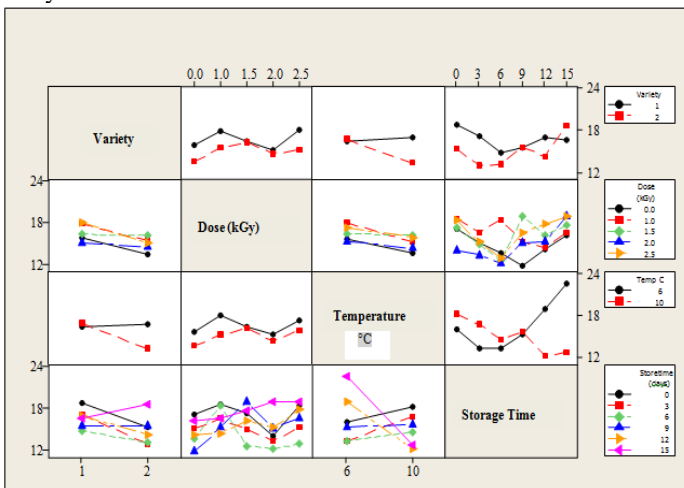 0.0 1.0 1.5 2.0 2.5 0 3 6 9 12 15
24
18
12
Variety
Variety
1
2
24
18
12
Dose (kGy)
Dose
(kGy)
0.0
1.0
1.5
2.0
2.5
24
18
12
Temperature
°C
Temp C
6
10
24
18
12
Storage Time
Storetime
(days)
0
3
6
9
12
15
1 2 6 10